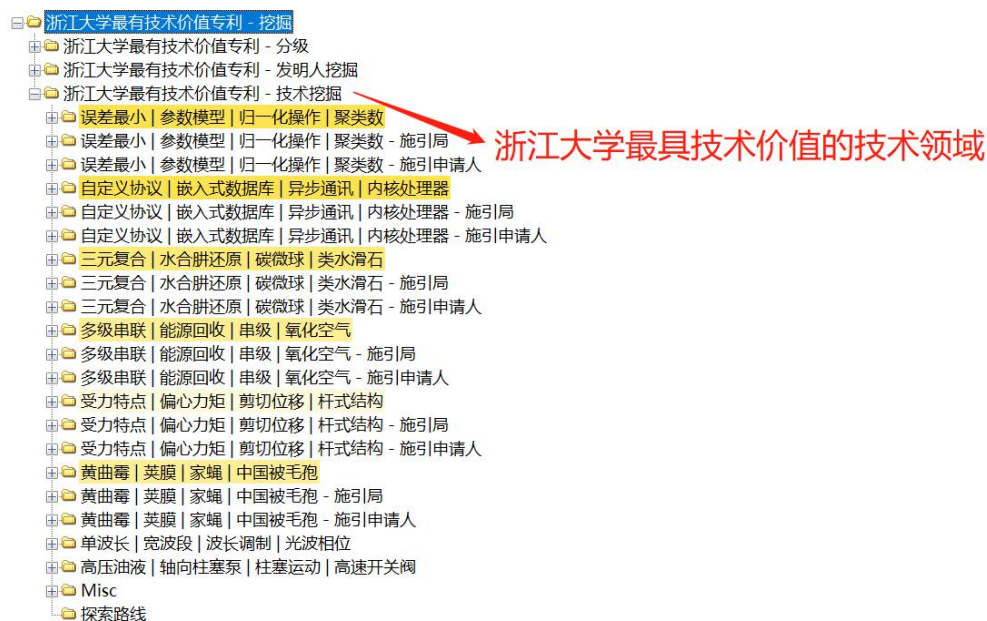 浙江大学最有技术价值专利 - 挖掘
浙江大学最有技术价值专利 - 分级
浙江大学最有技术价值专利 - 发明人挖掘
浙江大学最有技术价值专利 - 技术挖掘
误差最小 | 参数模型 | 归一化操作 | 聚类数
误差最小 | 参数模型 | 归一化操作 | 聚类数 - 施引局
浙江大学最具技术价值的技术领域
误差最小 | 参数模型 | 归一化操作 | 聚类数 - 施引申请人
自定义协议 | 嵌入式数据库 | 异步通讯 | 内核处理器
自定义协议 | 嵌入式数据库 | 异步通讯 | 内核处理器 - 施引局
自定义协议 | 嵌入式数据库 | 异步通讯 | 内核处理器 - 施引申请人
三元复合 | 水合肼还原 | 碳微球 | 类水滑石
三元复合 | 水合肼还原 | 碳微球 | 类水滑石 - 施引局
三元复合 | 水合肼还原 | 碳微球 | 类水滑石 - 施引申请人
多级串联 | 能源回收 | 串级 | 氧化空气
多级串联 | 能源回收 | 串级 | 氧化空气 - 施引局
多级串联 | 能源回收 | 串级 | 氧化空气 - 施引申请人
受力特点 | 偏心力矩 | 剪切位移 | 杆式结构
受力特点 | 偏心力矩 | 剪切位移 | 杆式结构 - 施引局
受力特点 | 偏心力矩 | 剪切位移 | 杆式结构 - 施引申请人
黄曲霉 | 荚膜 | 家蝇 | 中国被毛孢
黄曲霉 | 荚膜 | 家蝇 | 中国被毛孢 - 施引局
黄曲霉 | 荚膜 | 家蝇 | 中国被毛孢 - 施引申请人
单波长 | 宽波段 | 波长调制 | 光波相位
高压油液 | 轴向柱塞泵 | 柱塞运动 | 高速开关阀
Misc
探索路线